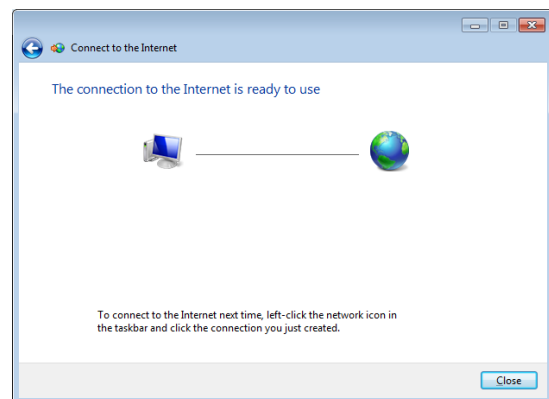 Connect to the Internet
The connection to the Internet is ready to use
To connect to the Internet next time, left-click the network icon in
the taskbar and click the connection you just created.
Close